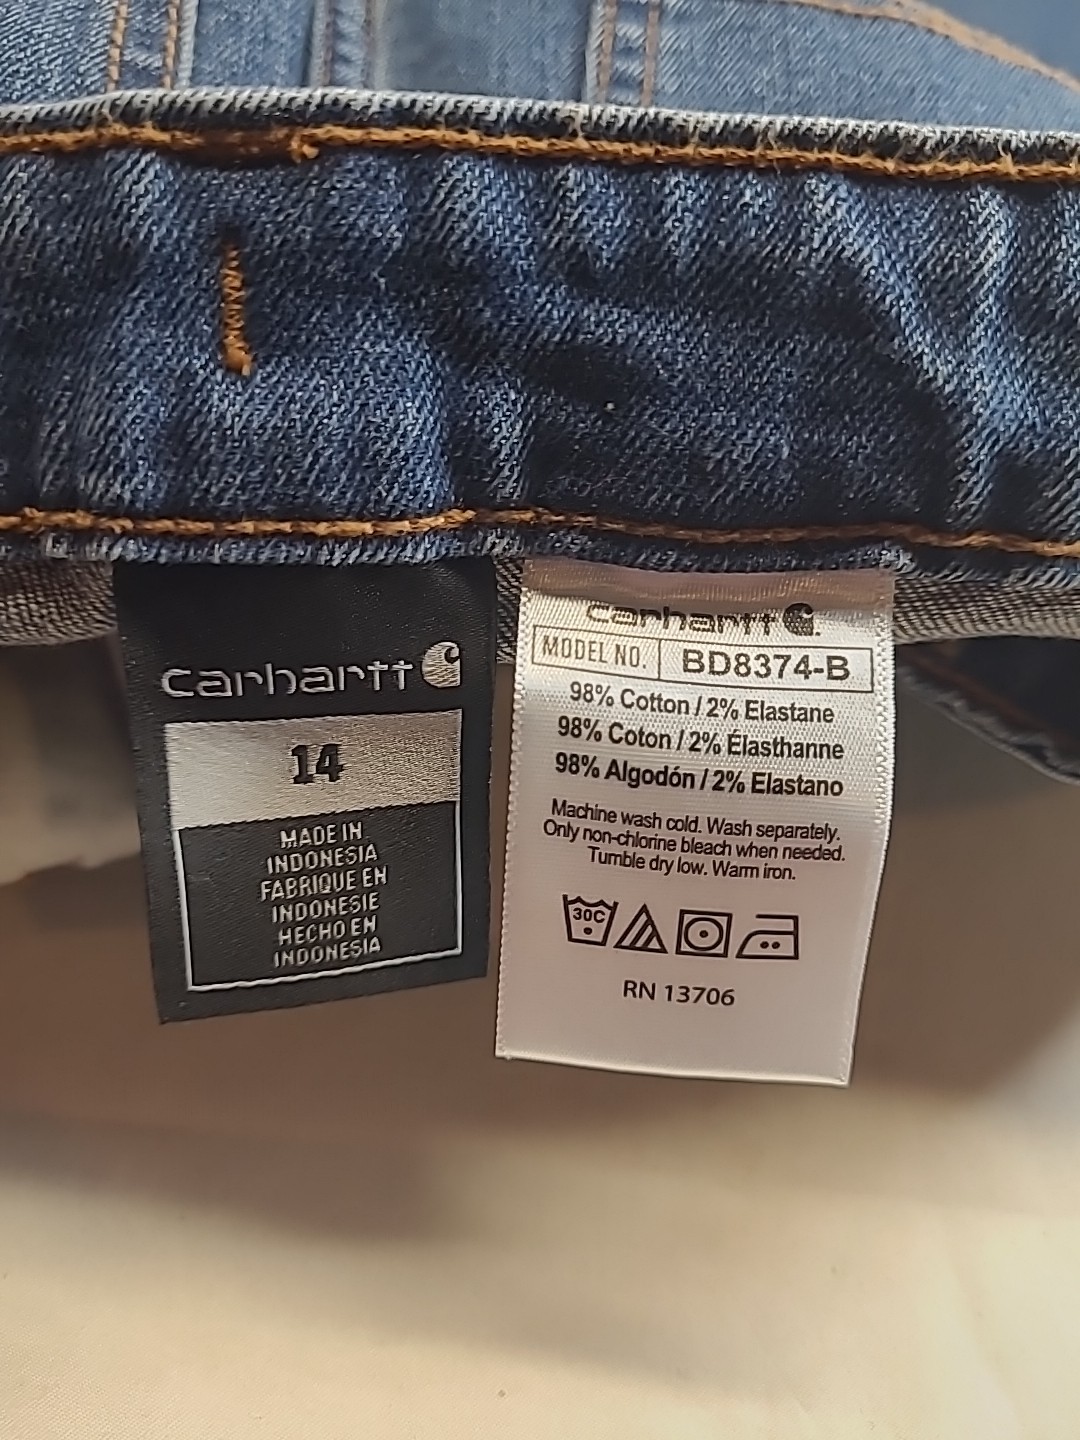 carhartt
14
MADE IN
INDONESIA
FABRIQUE EN
INDONESIE
HECHO EN
INDONESIA
carhartt
MODEL NO. BD8374-B
98% Cotton / 2% Elastane
98% Coton / 2% Élasthanne
98% Algodón / 2% Elastano
Machine wash cold. Wash separately.
Only non-chlorine bleach when needed.
Tumble dry low. Warm iron.
30C
RN 13706